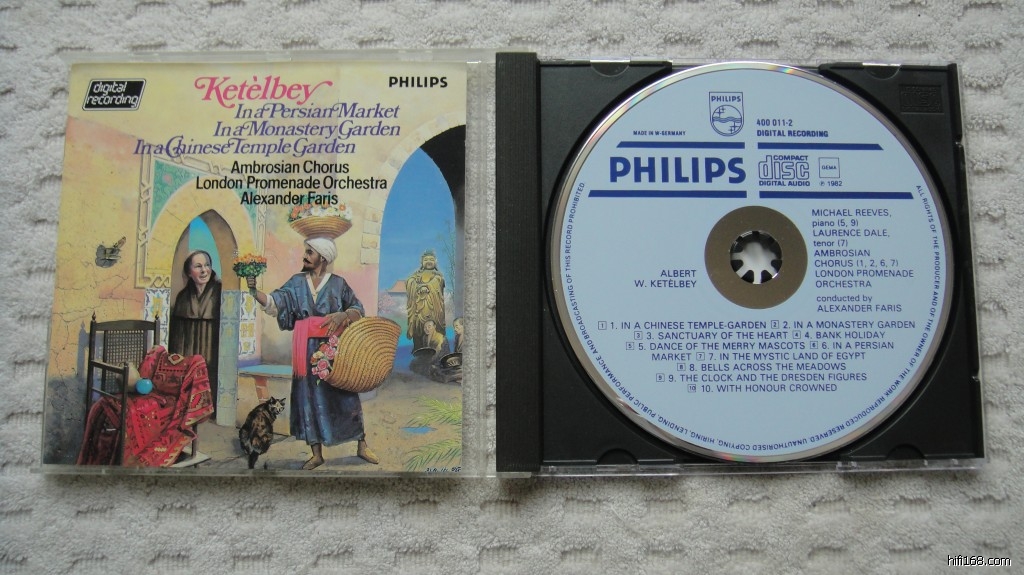 digital
recording
Ketèlbey
PHILIPS
In a Persian Market
In a Monastery Garden
In a Chinese Temple Garden
Ambrosian Chorus
London Promenade Orchestra
Alexander Faris
PHILIPS
MADE IN W-GERMANY
400 011-2
DIGITAL RECORDING
PHILIPS
COMPACT
disc
DIGITAL AUDIO
GEMA
℗ 1982
ALBERT
W. KETÈLBEY
MICHAEL REEVES,
piano (5, 9)
LAURENCE DALE,
tenor (7)
AMBROSIAN
CHORUS (1, 2, 6, 7)
LONDON PROMENADE
ORCHESTRA
conducted by
ALEXANDER FARIS
1 1. IN A CHINESE TEMPLE-GARDEN 2 2. IN A MONASTERY GARDEN
3 3. SANCTUARY OF THE HEART 4 4. BANK HOLIDAY
5 5. DANCE OF THE MERRY MASCOTS 6 6. IN A PERSIAN
MARKET 7 7. IN THE MYSTIC LAND OF EGYPT
8 8. BELLS ACROSS THE MEADOWS
9 9. THE CLOCK AND THE DRESDEN FIGURES
10 10. WITH HONOUR CROWNED
ALL RIGHTS OF THE PRODUCER AND OF THE OWNER OF THE WORK REPRODUCED RESERVED. UNAUTHORISED COPYING, HIRING, LENDING, PUBLIC PERFORMANCE AND BROADCASTING OF THIS RECORD PROHIBITED
hifi168.com